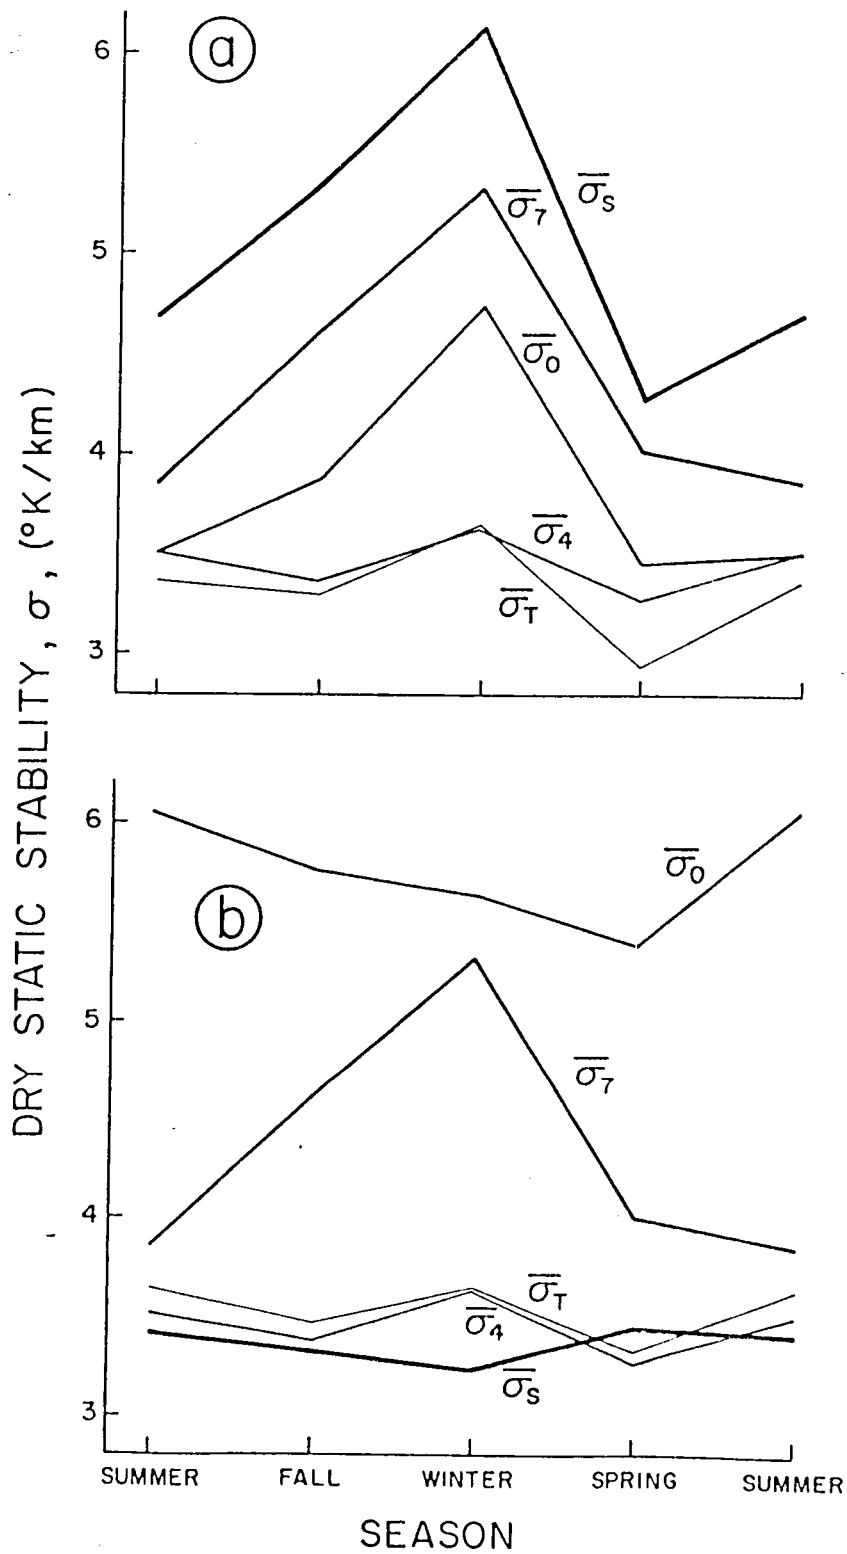 DRY STATIC STABILITY, σ, (°K/km)
a
6
5
4
3
σ̅S
σ̅7
σ̅0
σ̅4
σ̅T
b
6
5
4
3
σ̅0
σ̅7
σ̅T
σ̅4
σ̅S
SUMMER FALL WINTER SPRING SUMMER
SEASON